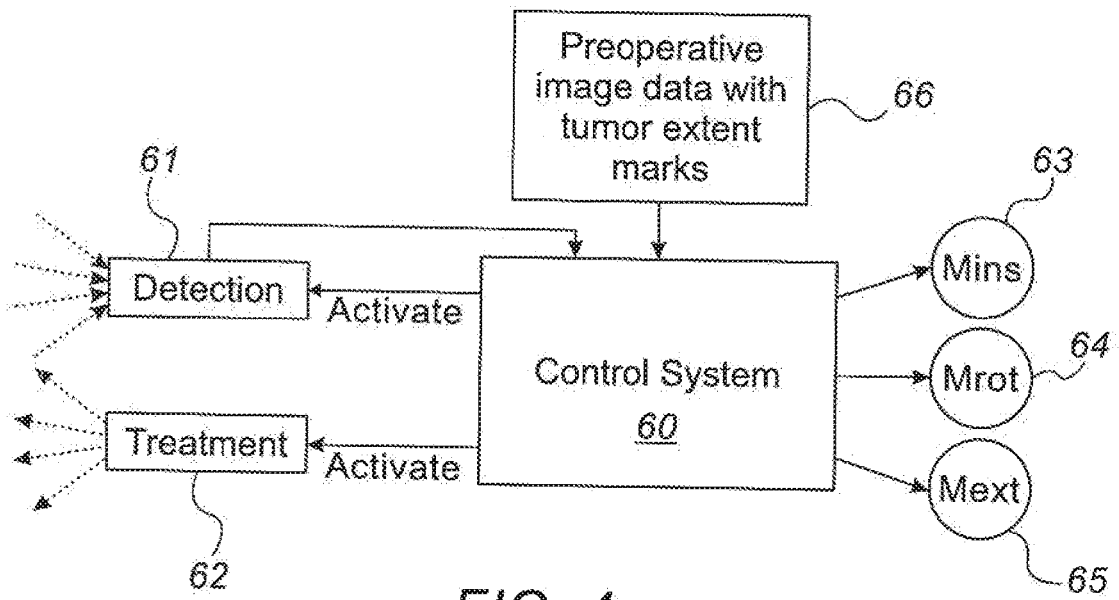 Preoperative
image data with
tumor extent
marks
66
61
63
Detection
Activate
Mins
Control System
60
Mrot
64
Treatment
Activate
Mext
62
65